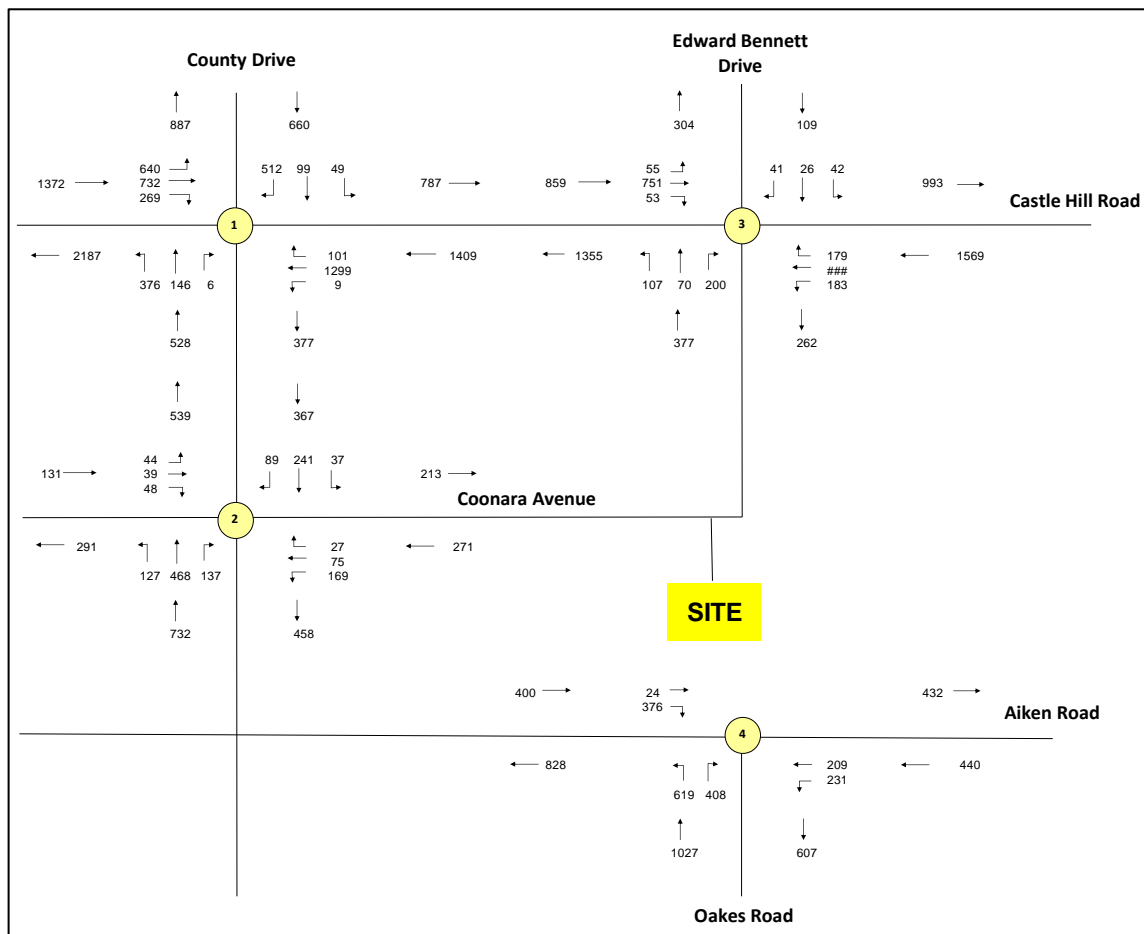 Edward Bennett
Drive
County Drive
887 660 304 109
640 512 99 49 55 41 26 42
1372 732 787 859 751 993
269 53
Castle Hill Road
1 3
2187 101 1409 1355 179 1569
1299 ###
376 146 6 9 107 70 200 183
528 377 377 262
539 367
44 89 241 37
131 39 213
48
Coonara Avenue
2
291 27 271
75
127 468 137 169
SITE
732 458
400 24 432
376
Aiken Road
4
828 209 440
231
619 408
1027 607
Oakes Road